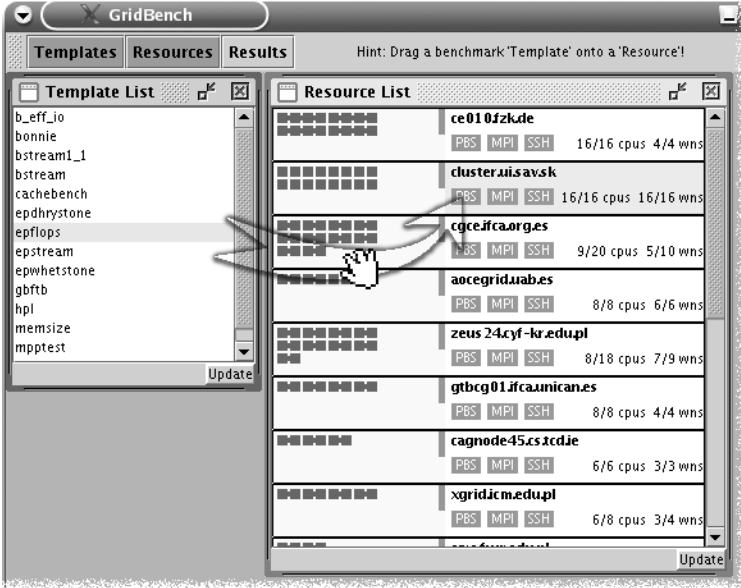 GridBench
Templates Resources Results Hint: Drag a benchmark 'Template' onto a 'Resource'!
Template List
b_eff_io
bonnie
bstream1_1
bstream
cachebench
epdhrystone
epflops
epstream
epwhetstone
gbftb
hpl
memsize
mpptest
Update
Resource List
ce010.fzk.de
PBS MPI SSH 16/16 cpus 4/4 wns
cluster.ui.sav.sk
PBS MPI SSH 16/16 cpus 16/16 wns
cgce.ifca.org.es
PBS MPI SSH 9/20 cpus 5/10 wns
aocegrid.uab.es
PBS MPI SSH 8/8 cpus 6/6 wns
zeus24.cyf-kr.edu.pl
PBS MPI SSH 8/18 cpus 7/9 wns
gtbcg01.ifca.unican.es
PBS MPI SSH 8/8 cpus 4/4 wns
cagnode45.cs.tcd.ie
PBS MPI SSH 6/6 cpus 3/3 wns
xgrid.icm.edu.pl
PBS MPI SSH 6/8 cpus 3/4 wns
Update